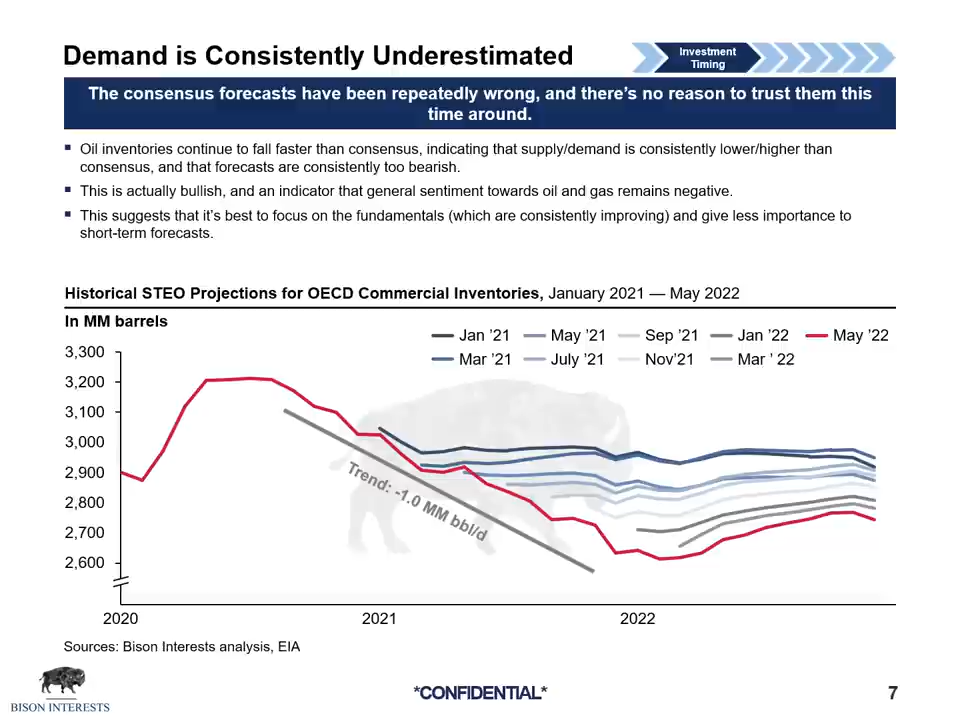 Demand is Consistently Underestimated
Investment
Timing
The consensus forecasts have been repeatedly wrong, and there’s no reason to trust them this
time around.
▪ Oil inventories continue to fall faster than consensus, indicating that supply/demand is consistently lower/higher than
consensus, and that forecasts are consistently too bearish.
▪ This is actually bullish, and an indicator that general sentiment towards oil and gas remains negative.
▪ This suggests that it’s best to focus on the fundamentals (which are consistently improving) and give less importance to
short-term forecasts.
Historical STEO Projections for OECD Commercial Inventories, January 2021 — May 2022
In MM barrels
Jan ’21 May ’21 Sep ’21 Jan ’22 May ’22
Mar ’21 July ’21 Nov’21 Mar ’ 22
3,300
3,200
3,100
3,000
2,900
2,800
2,700
2,600
Trend: -1.0 MM bbl/d
2020 2021 2022
Sources: Bison Interests analysis, EIA
BISON INTERESTS
*CONFIDENTIAL*
7